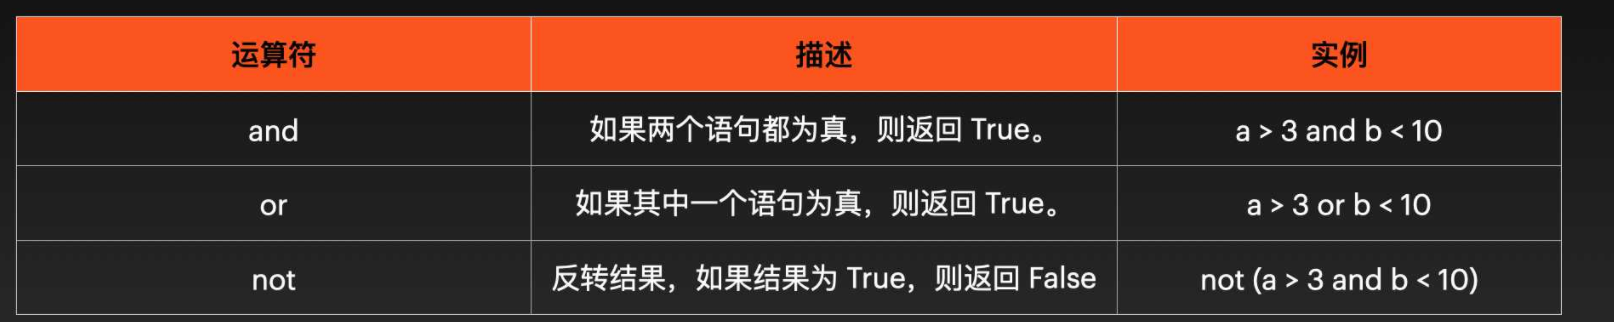 运算符 描述 实例
and 如果两个语句都为真，则返回 True。 a > 3 and b < 10
or 如果其中一个语句为真，则返回 True。 a > 3 or b < 10
not 反转结果，如果结果为 True，则返回 False not (a > 3 and b < 10)